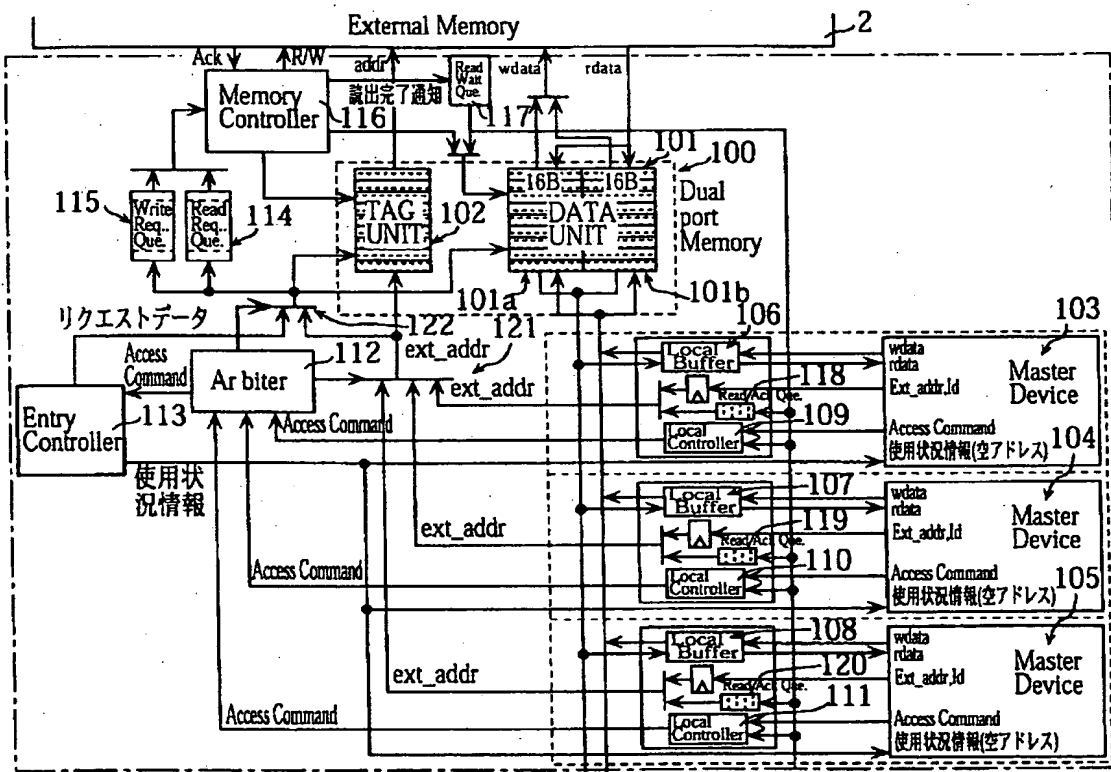 External Memory
2
Ack
R/W
addr
Read
Wait
Que.
wdata
rdata
Memory
Controller
116
読出完了通知
117
101
100
115
Write
Req..
Que.
Read
Req..
Que.
114
TAG
UNIT
102
16B
16B
DATA
UNIT
Dual
port
Memory
101a
101b
リクエストデータ
122
121
ext_addr
Access
Command
Arbiter
112
ext_addr
Entry
Controller
113
Access Command
使用状
況情報
106
Local
Buffer
118
Read/Act Que.
109
Local
Controller
103
wdata
rdata
Master
Device
Ext_addr,Id
Access Command
使用状況情報(空アドレス)
104
107
Local
Buffer
119
Read/Act Que.
110
Local
Controller
wdata
rdata
Master
Device
Ext_addr,Id
Access Command
使用状況情報(空アドレス)
105
ext_addr
Access Command
108
Local
Buffer
120
Read/Act Que.
111
Local
Controller
wdata
rdata
Master
Device
Ext_addr,Id
Access Command
使用状況情報(空アドレス)
ext_addr
Access Command